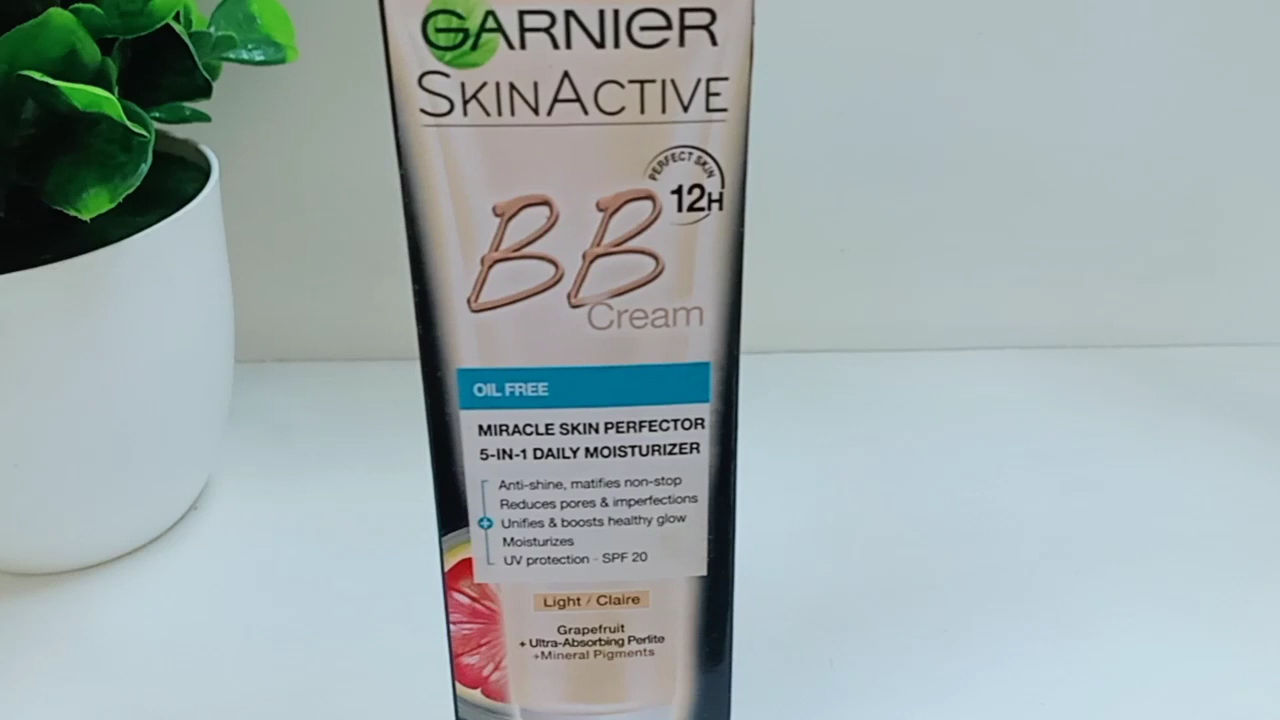 GARNIER
SKINACTIVE
PERFECT SKIN
12H
BB
Cream
OIL FREE
MIRACLE SKIN PERFECTOR
5-IN-1 DAILY MOISTURIZER
Anti-shine, matifies non-stop
Reduces pores & imperfections
+ Unifies & boosts healthy glow
Moisturizes
UV protection - SPF 20
Light / Claire
Grapefruit
+ Ultra-Absorbing Perlite
+Mineral Pigments